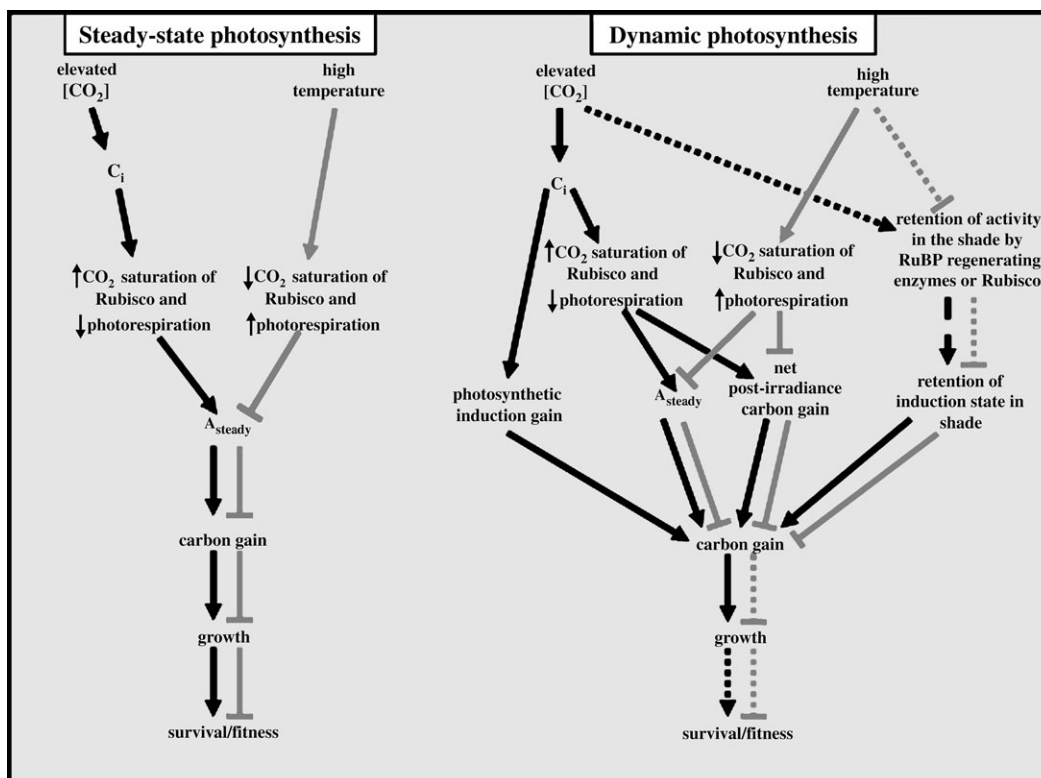 Steady-state photosynthesis
elevated
[CO₂]
high
temperature
Cᵢ
↑CO₂ saturation of
Rubisco and
↓photorespiration
↓CO₂ saturation of
Rubisco and
↑photorespiration
A_steady
carbon gain
growth
survival/fitness
Dynamic photosynthesis
elevated
[CO₂]
high
temperature
Cᵢ
retention of activity
in the shade by
RuBP regenerating
enzymes or Rubisco
↑CO₂ saturation of
Rubisco and
↓photorespiration
↓CO₂ saturation of
Rubisco and
↑photorespiration
photosynthetic
induction gain
A_steady
net
post-irradiance
carbon gain
retention of
induction state in
shade
carbon gain
growth
survival/fitness